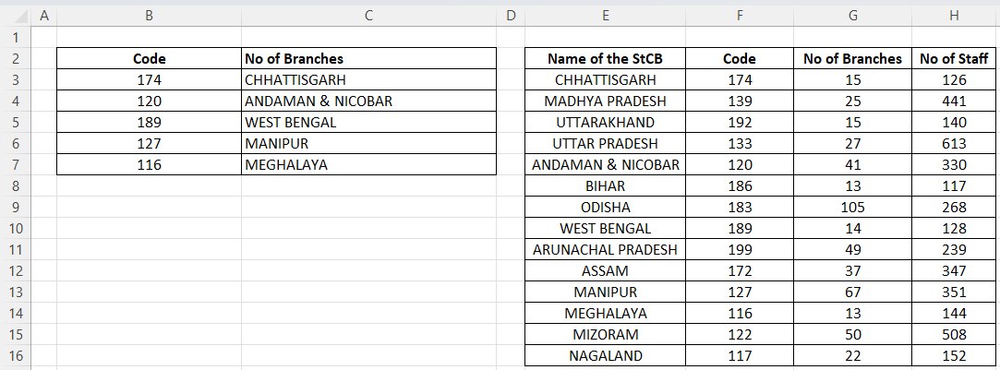 A B C D E F G H
1
2 Code No of Branches Name of the StCB Code No of Branches No of Staff
3 174 CHHATTISGARH CHHATTISGARH 174 15 126
4 120 ANDAMAN & NICOBAR MADHYA PRADESH 139 25 441
5 189 WEST BENGAL UTTARAKHAND 192 15 140
6 127 MANIPUR UTTAR PRADESH 133 27 613
7 116 MEGHALAYA ANDAMAN & NICOBAR 120 41 330
8 BIHAR 186 13 117
9 ODISHA 183 105 268
10 WEST BENGAL 189 14 128
11 ARUNACHAL PRADESH 199 49 239
12 ASSAM 172 37 347
13 MANIPUR 127 67 351
14 MEGHALAYA 116 13 144
15 MIZORAM 122 50 508
16 NAGALAND 117 22 152